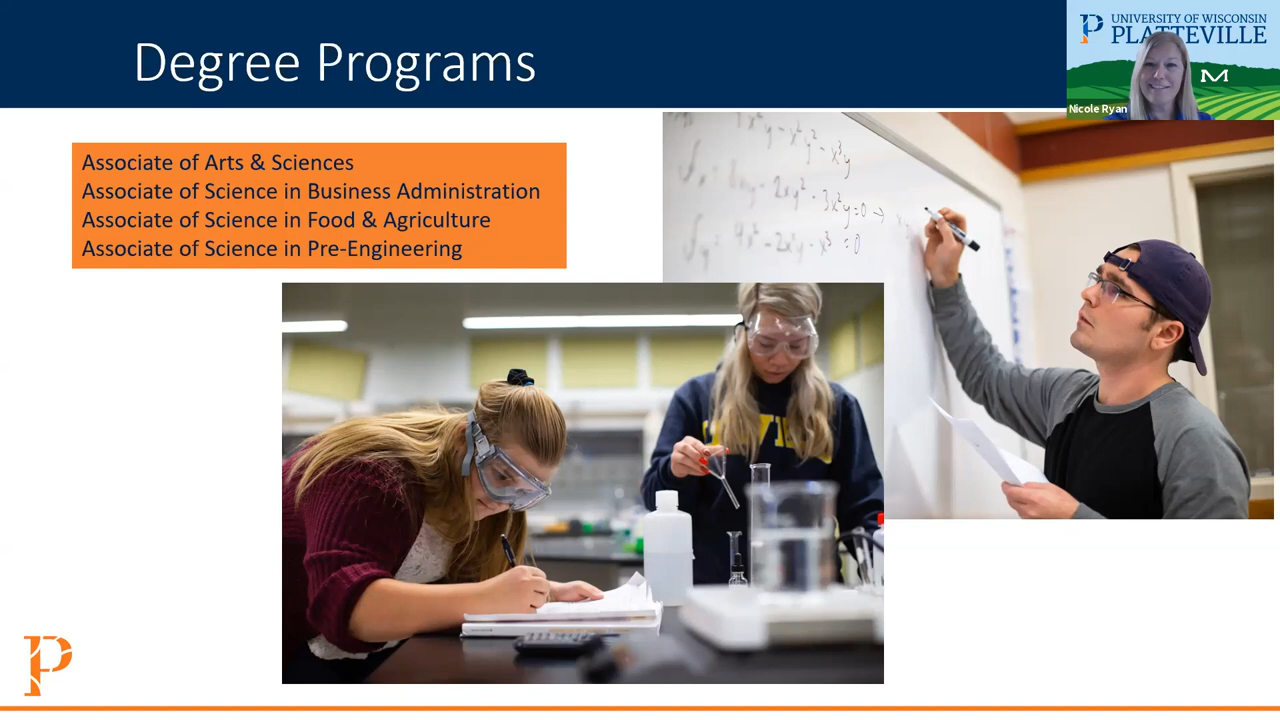 Degree Programs
UNIVERSITY OF WISCONSIN
PLATTEVILLE
Nicole Ryan
Associate of Arts & Sciences
Associate of Science in Business Administration
Associate of Science in Food & Agriculture
Associate of Science in Pre-Engineering